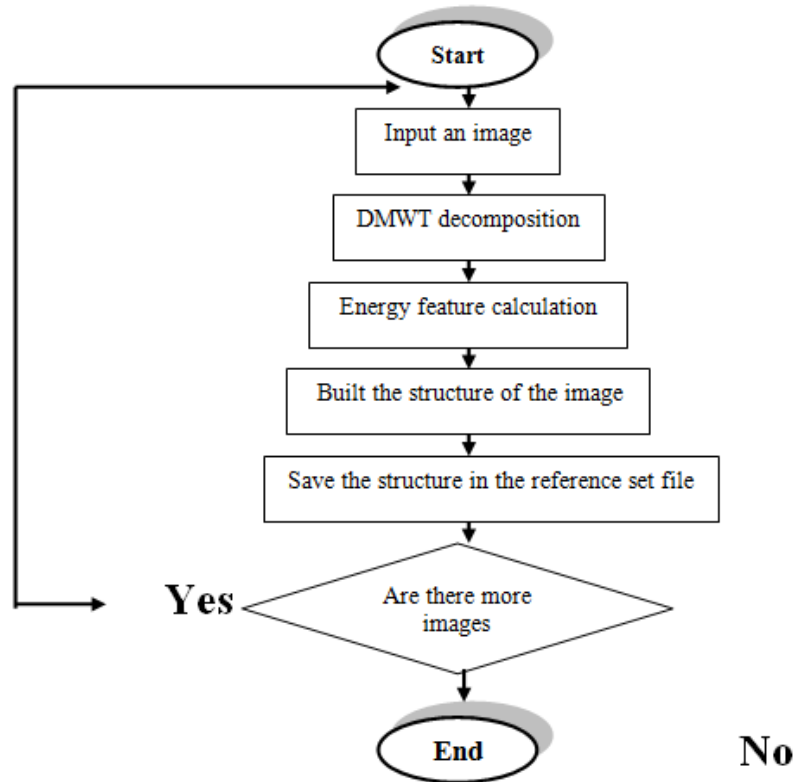 Start
Input an image
DMWT decomposition
Energy feature calculation
Built the structure of the image
Save the structure in the reference set file
Yes
Are there more
images
End
No